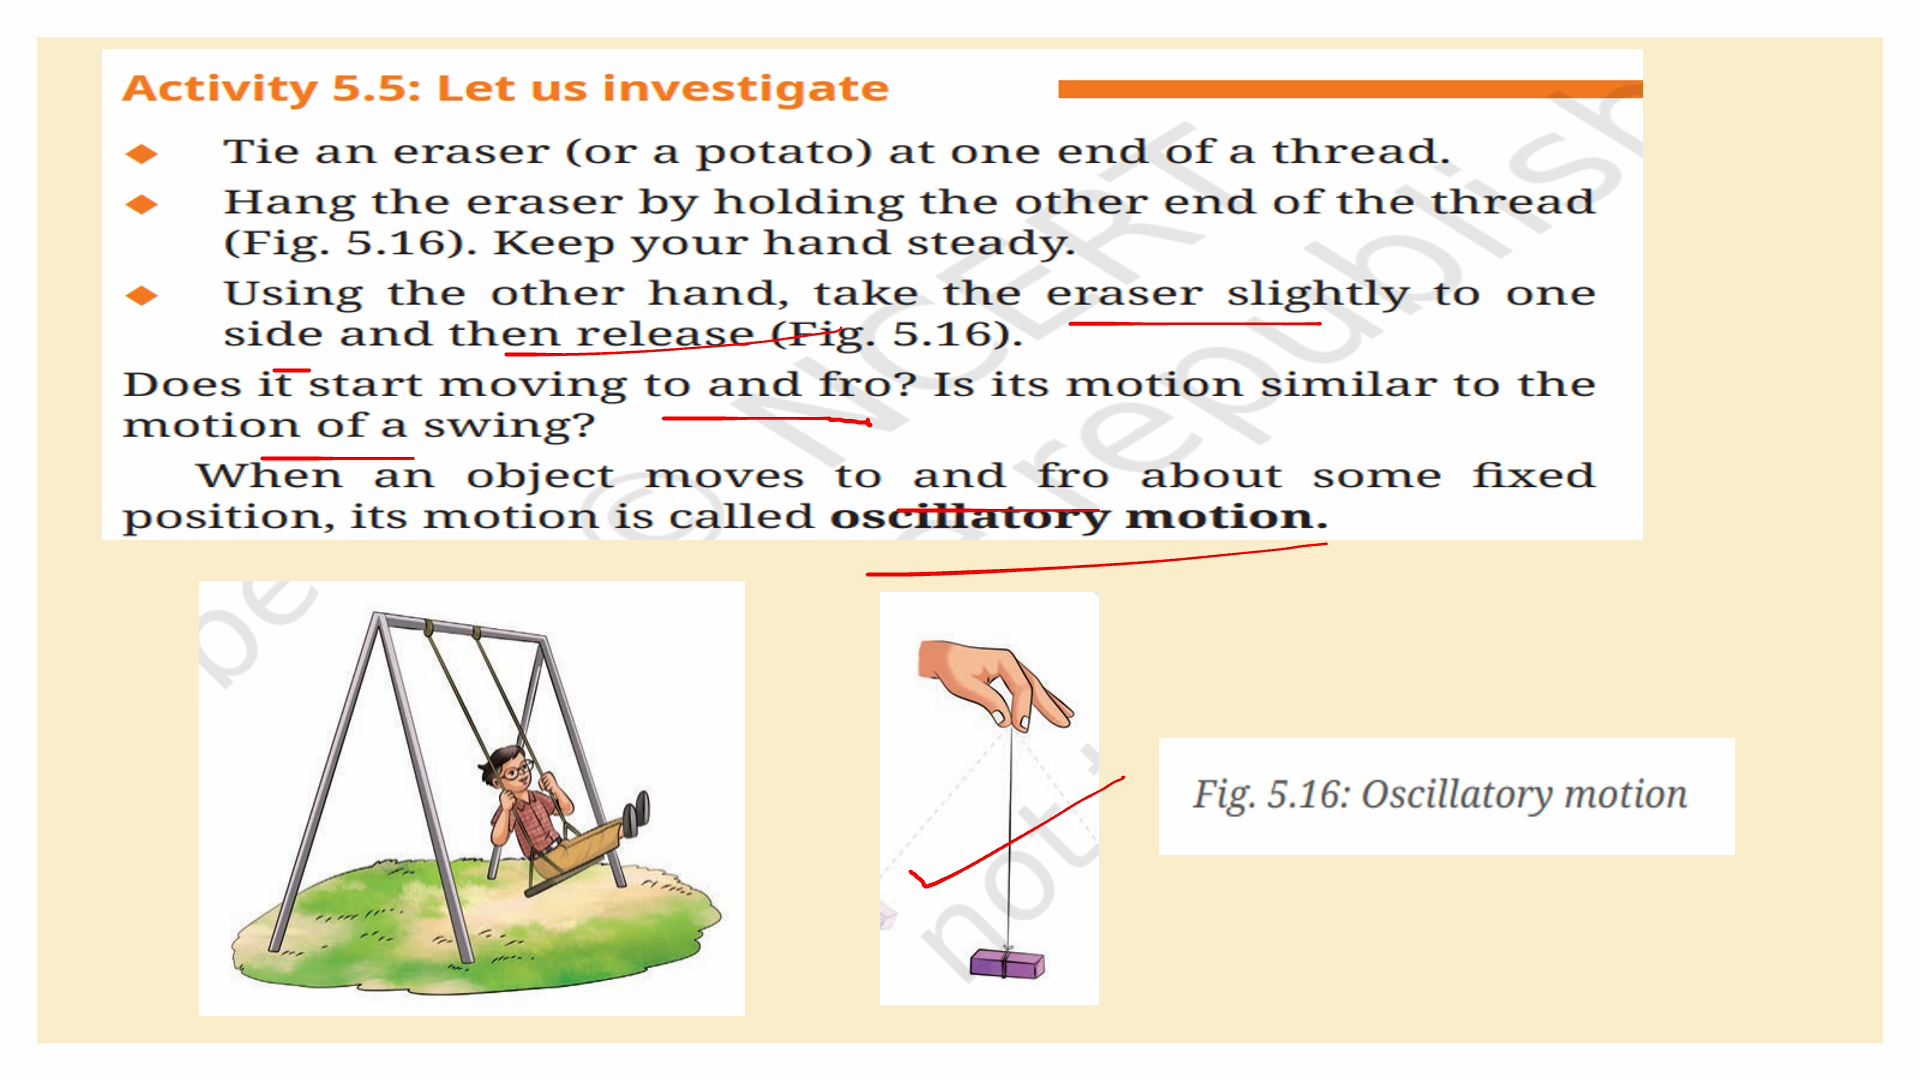 Activity 5.5: Let us investigate
Tie an eraser (or a potato) at one end of a thread.
Hang the eraser by holding the other end of the thread
(Fig. 5.16). Keep your hand steady.
Using the other hand, take the eraser slightly to one
side and then release (Fig. 5.16).
Does it start moving to and fro? Is its motion similar to the
motion of a swing?
When an object moves to and fro about some fixed
position, its motion is called oscillatory motion.
© NCERT
republish
be
not
Fig. 5.16: Oscillatory motion